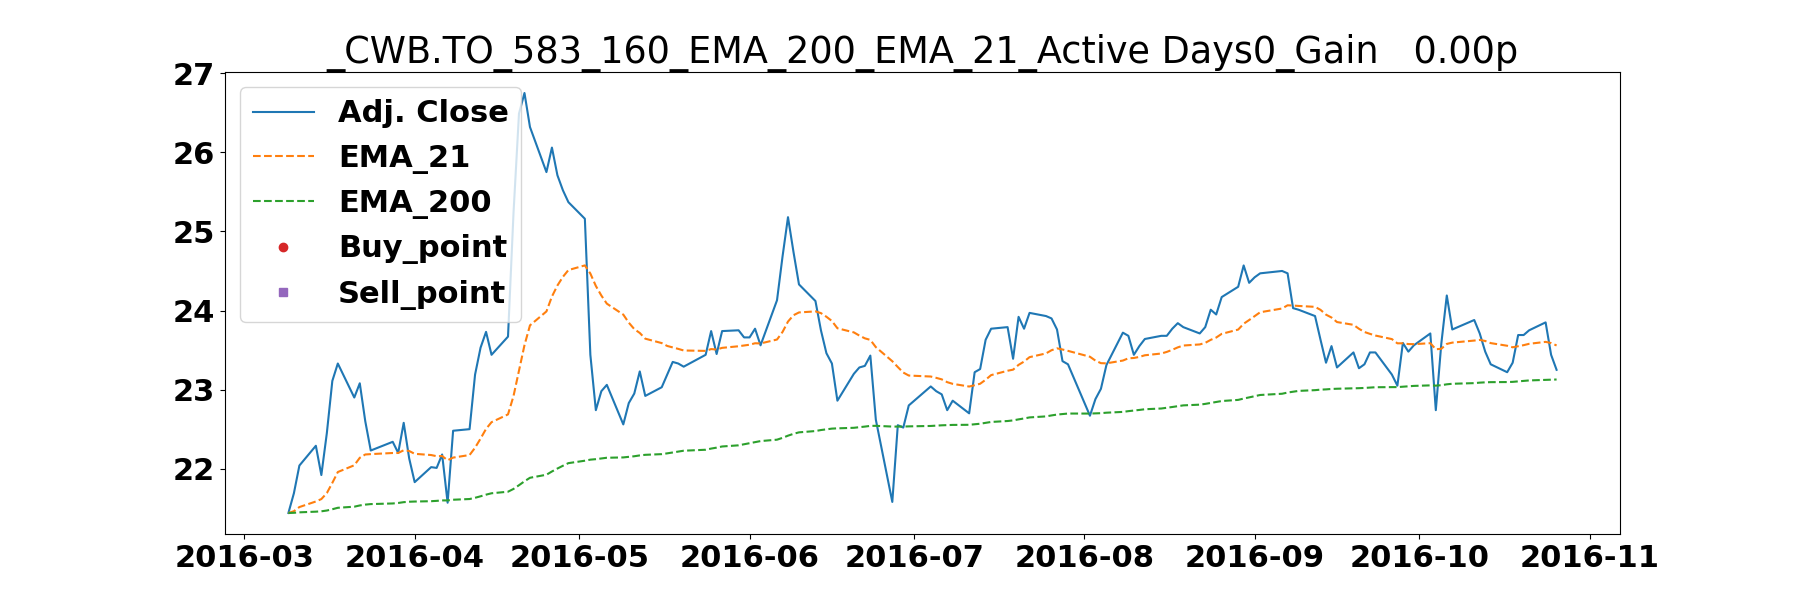 _CWB.TO_583_160_EMA_200_EMA_21_Active Days0_Gain   0.00p
27
26
25
24
23
22
Adj. Close
EMA_21
EMA_200
Buy_point
Sell_point
2016-03 2016-04 2016-05 2016-06 2016-07 2016-08 2016-09 2016-10 2016-11